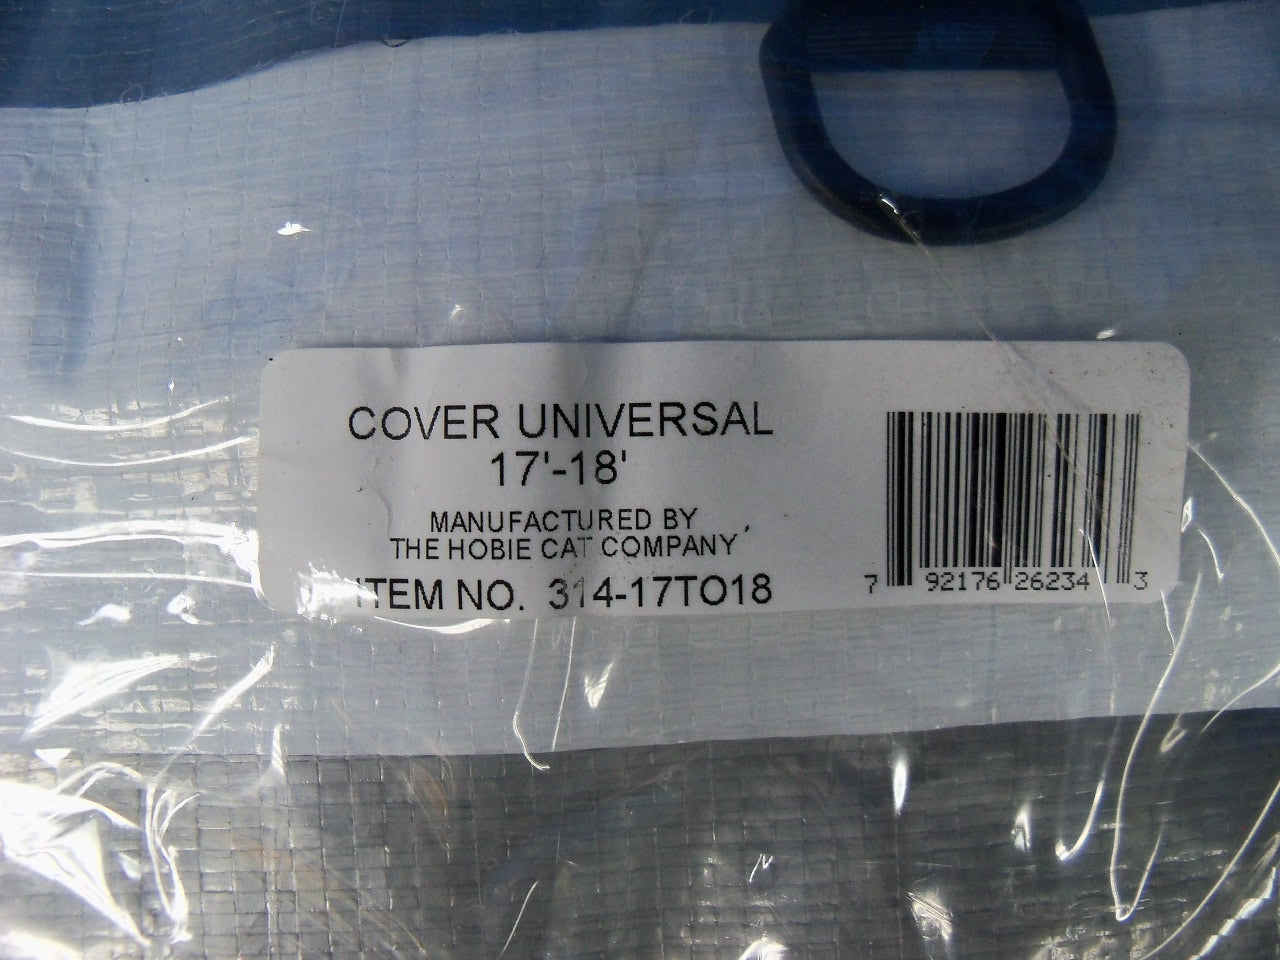 COVER UNIVERSAL
17'-18'
MANUFACTURED BY
THE HOBIE CAT COMPANY
ITEM NO. 314-17TO18
7 92176 26234 3